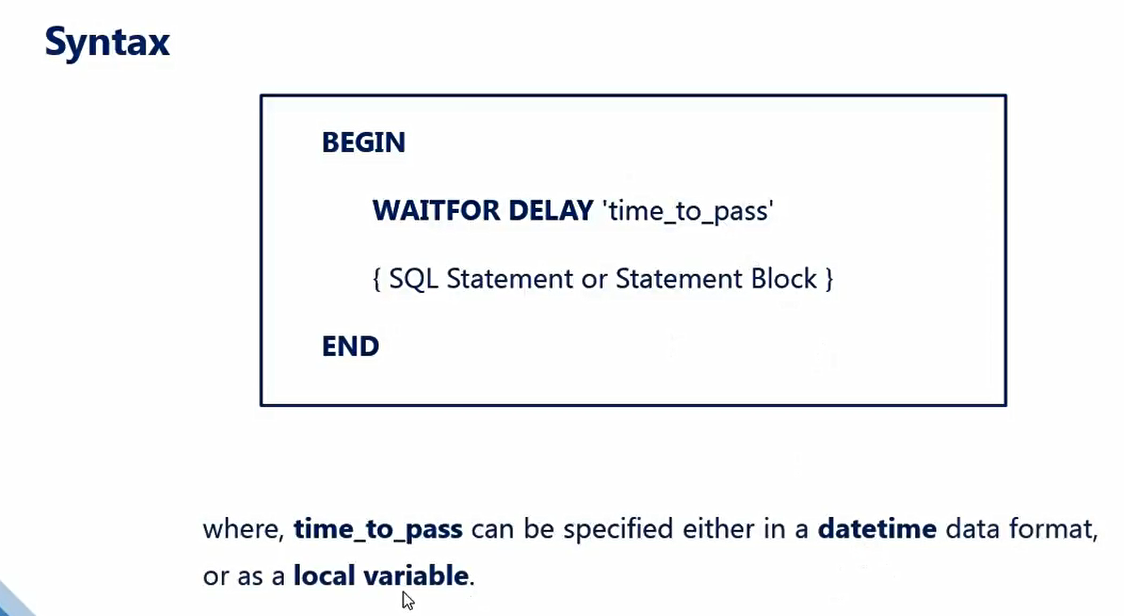 Syntax
BEGIN
WAITFOR DELAY 'time_to_pass'
{ SQL Statement or Statement Block }
END
where, time_to_pass can be specified either in a datetime data format,
or as a local variable.